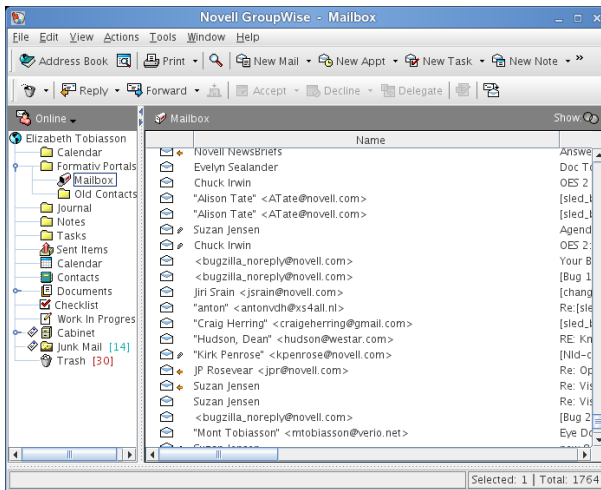 Novell GroupWise - Mailbox
File Edit View Actions Tools Window Help
Address Book Print New Mail New Appt New Task New Note »
Reply Forward Accept Decline Delegate
Online Mailbox Show:
Elizabeth Tobiasson
Calendar
Formativ Portals
Mailbox
Old Contacts
Journal
Notes
Tasks
Sent Items
Calendar
Contacts
Documents
Checklist
Work In Progres
Cabinet
Junk Mail [14]
Trash [30]
Name
Novell NewsBriefs Answe
Evelyn Sealander Doc To
Chuck Irwin OES 2
"Alison Tate" <ATate@novell.com> [sled_b
"Alison Tate" <ATate@novell.com> [sled_b
Suzan Jensen Agend
Chuck Irwin OES 2:
<bugzilla_noreply@novell.com> Your B
<bugzilla_noreply@novell.com> [Bug 1
Jiri Srain <jsrain@novell.com> [chang
"anton" <antonvdh@xs4all.nl> Re:[sle
"Craig Herring" <craigeherring@gmail.com> [sled_b
"Hudson, Dean" <hudson@westar.com> RE: Kn
"Kirk Penrose" <kpenrose@novell.com> [Nld-c
JP Rosevear <jpr@novell.com> Re: Op
Suzan Jensen Re: Vis
Suzan Jensen Re: Vis
<bugzilla_noreply@novell.com> [Bug 2
"Mont Tobiasson" <mtobiasson@verio.net> Eye Do
Selected: 1 Total: 1764